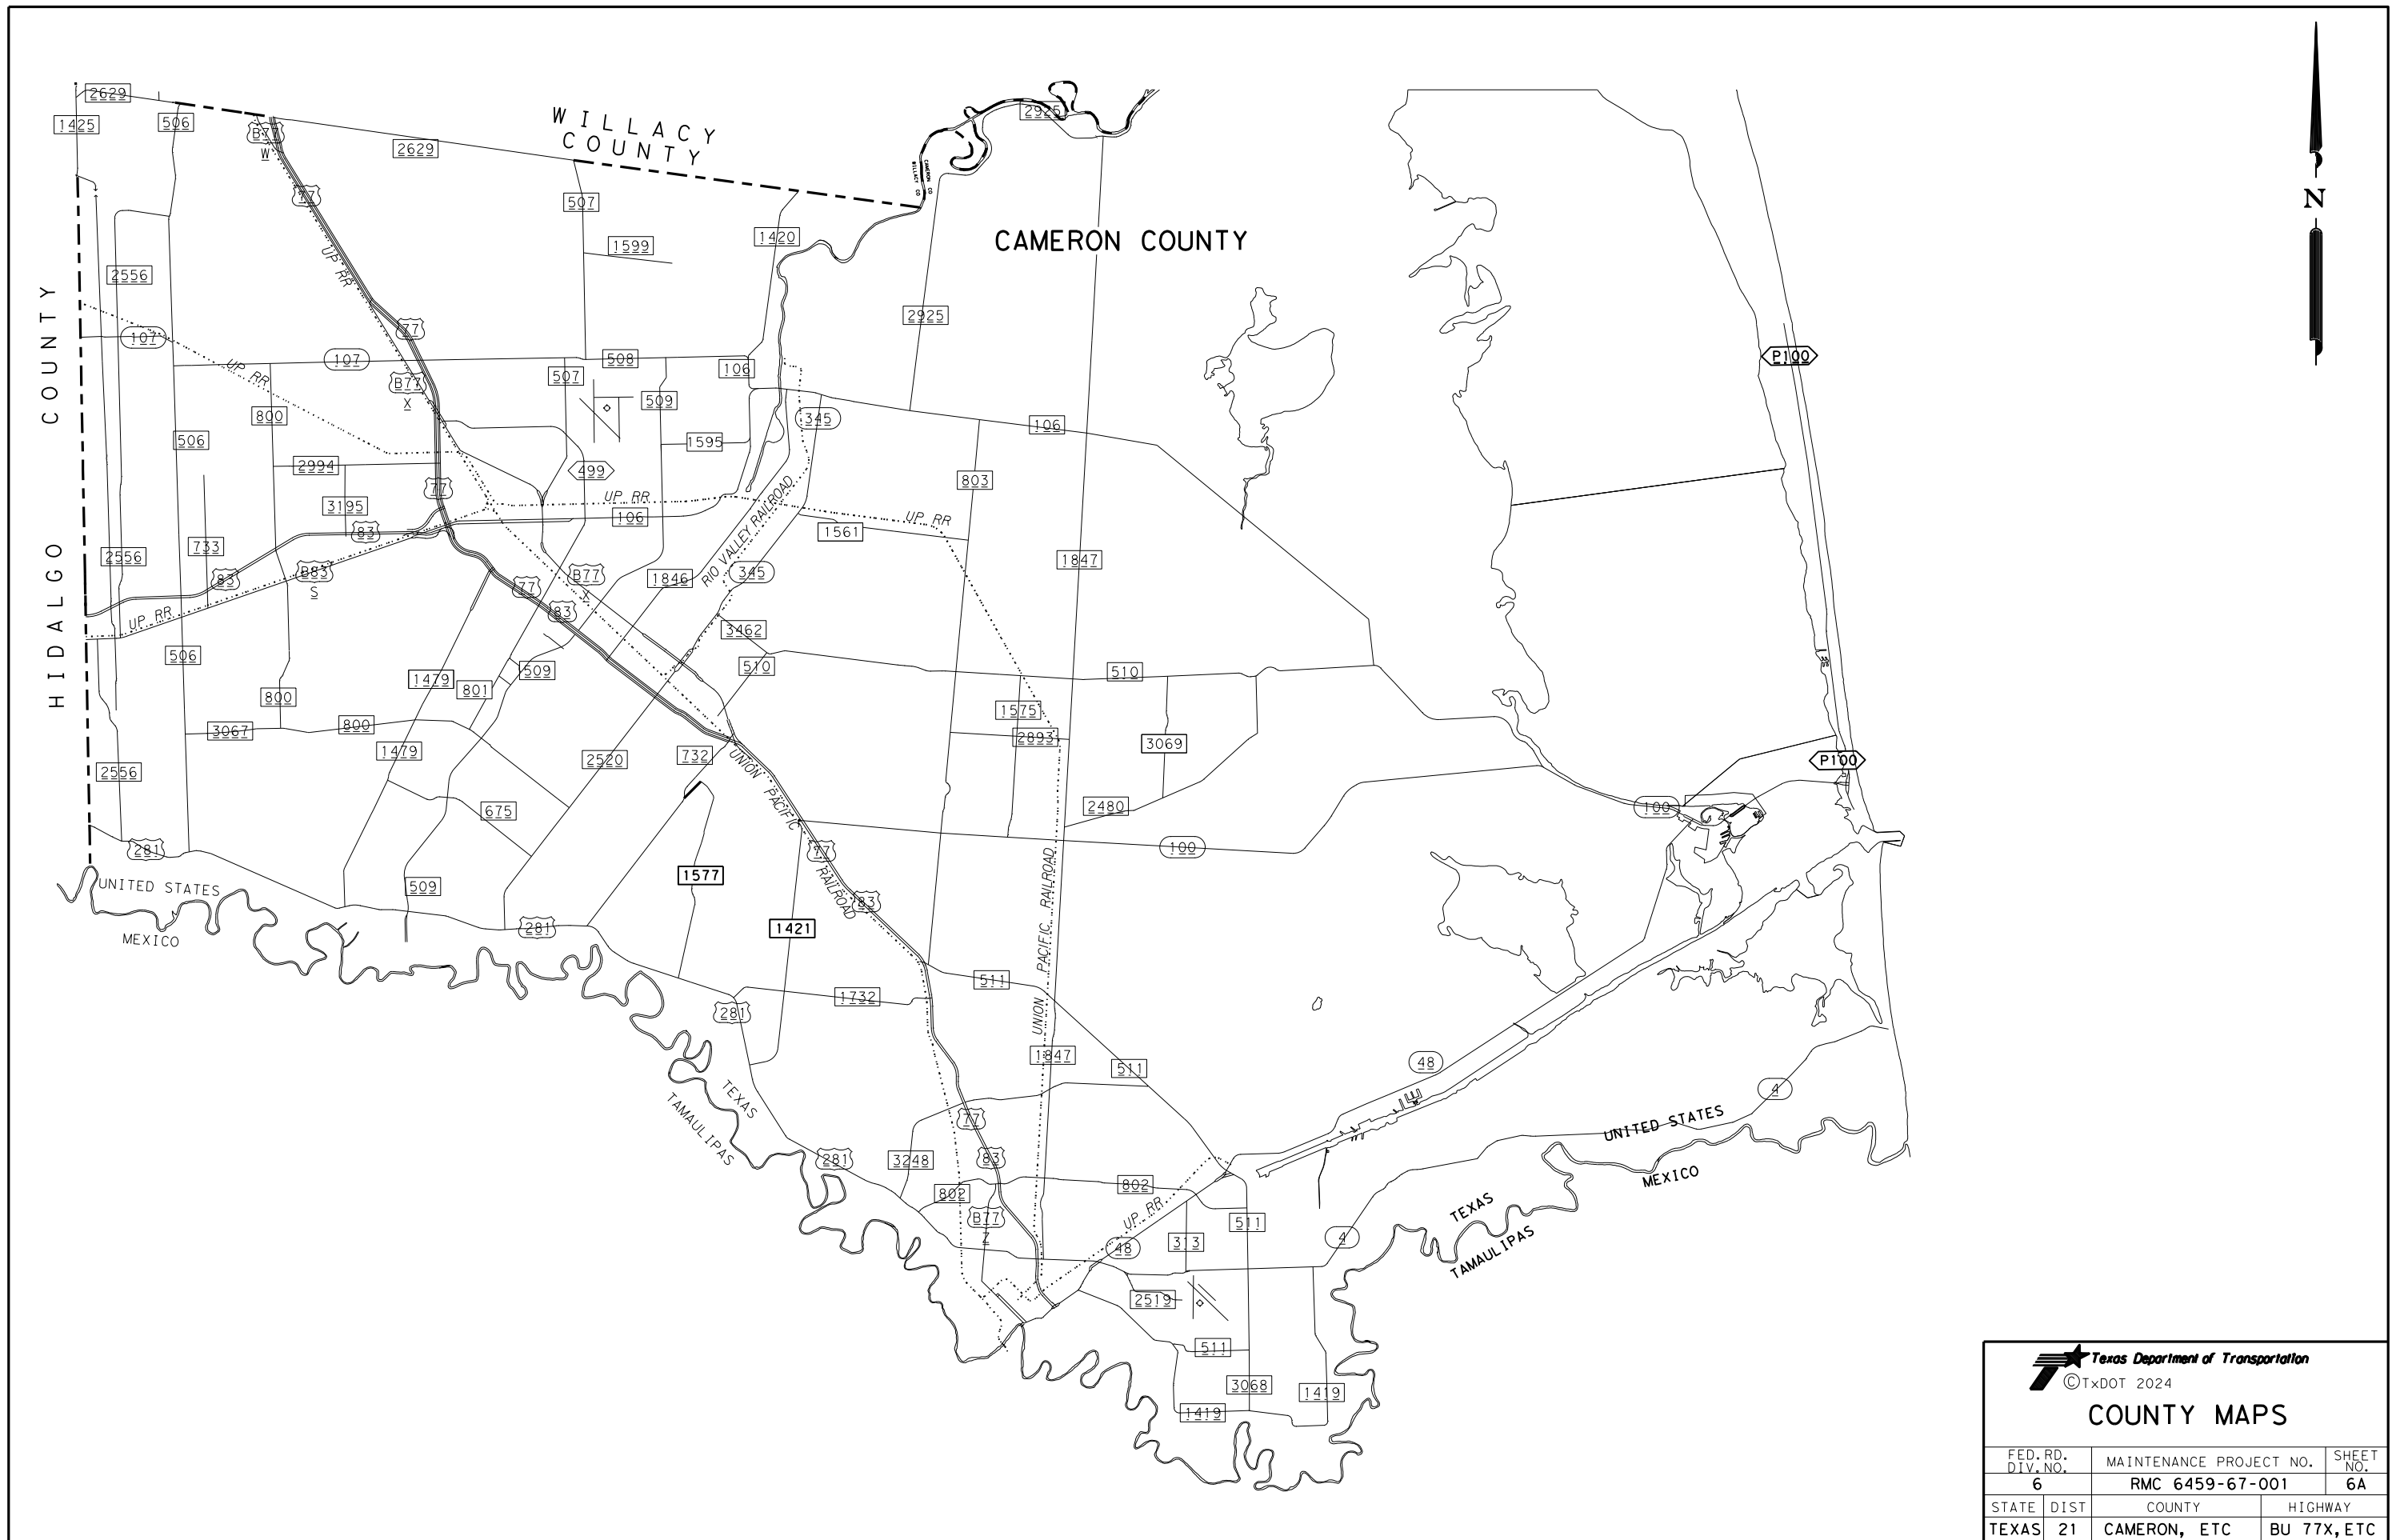 2629
1425
506
B77
W
2629
WILLACY
COUNTY
2925
CAMERON CO
WILLACY CO
N
77
507
1599
1420
CAMERON COUNTY
UP RR
2556
HIDALGO COUNTY
2925
107
77
UP RR
107
508
507
106
P100
B77
X
509
800
345
506
1595
106
2994
499
803
77
3195
UP RR
106
RIO VALLEY RAILROAD
UP RR
1561
83
2556
733
1847
83
B83
S
B77
X
1846
345
77
83
UP RR
3462
506
509
510
510
1479
801
800
1575
3067
800
2893
3069
1479
2520
732
UNION PACIFIC RAILROAD
P100
2556
675
2480
100
281
77
100
1577
UNITED STATES
509
83
MEXICO
281
1421
UNION PACIFIC RAILROAD
511
1732
281
1847
511
48
TEXAS
TAMAULIPAS
4
77
UNITED STATES
281
3248
83
MEXICO
802
802
B77
Z
UP RR
511
TEXAS
TAMAULIPAS
48
313
4
2519
511
3068
1419
1419
Texas Department of Transportation
©TxDOT 2024
COUNTY MAPS
FED.RD. DIV.NO.
MAINTENANCE PROJECT NO.
SHEET NO.
6
RMC 6459-67-001
6A
STATE
DIST
COUNTY
HIGHWAY
TEXAS
21
CAMERON, ETC
BU 77X,ETC